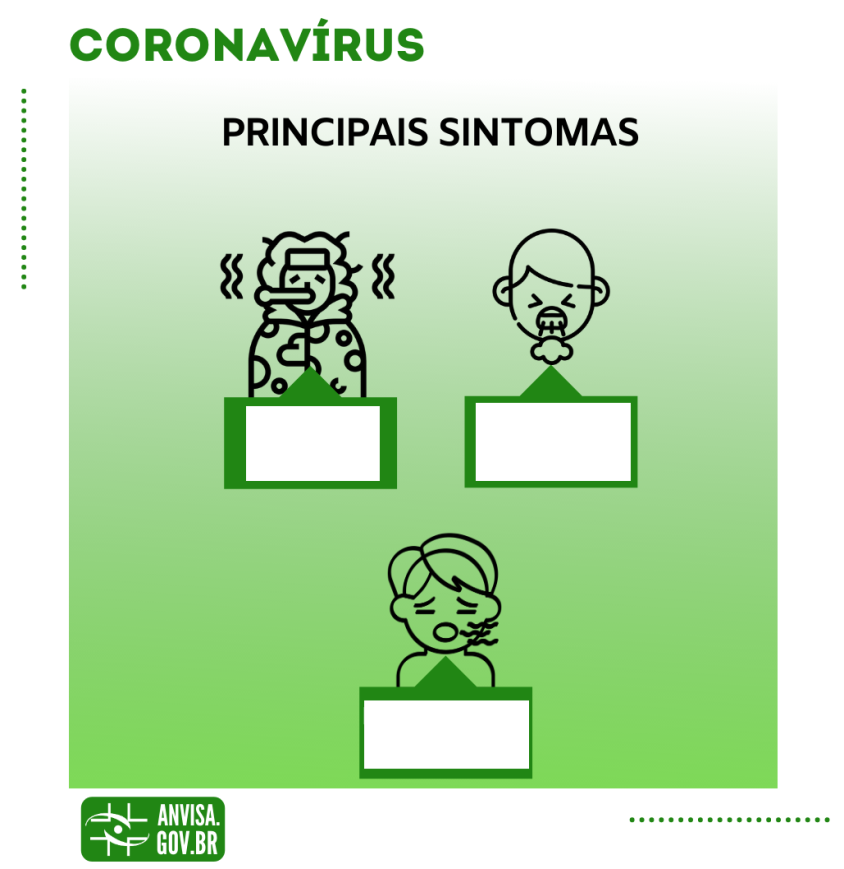 CORONAVÍRUS
PRINCIPAIS SINTOMAS
ANVISA.
GOV.BR